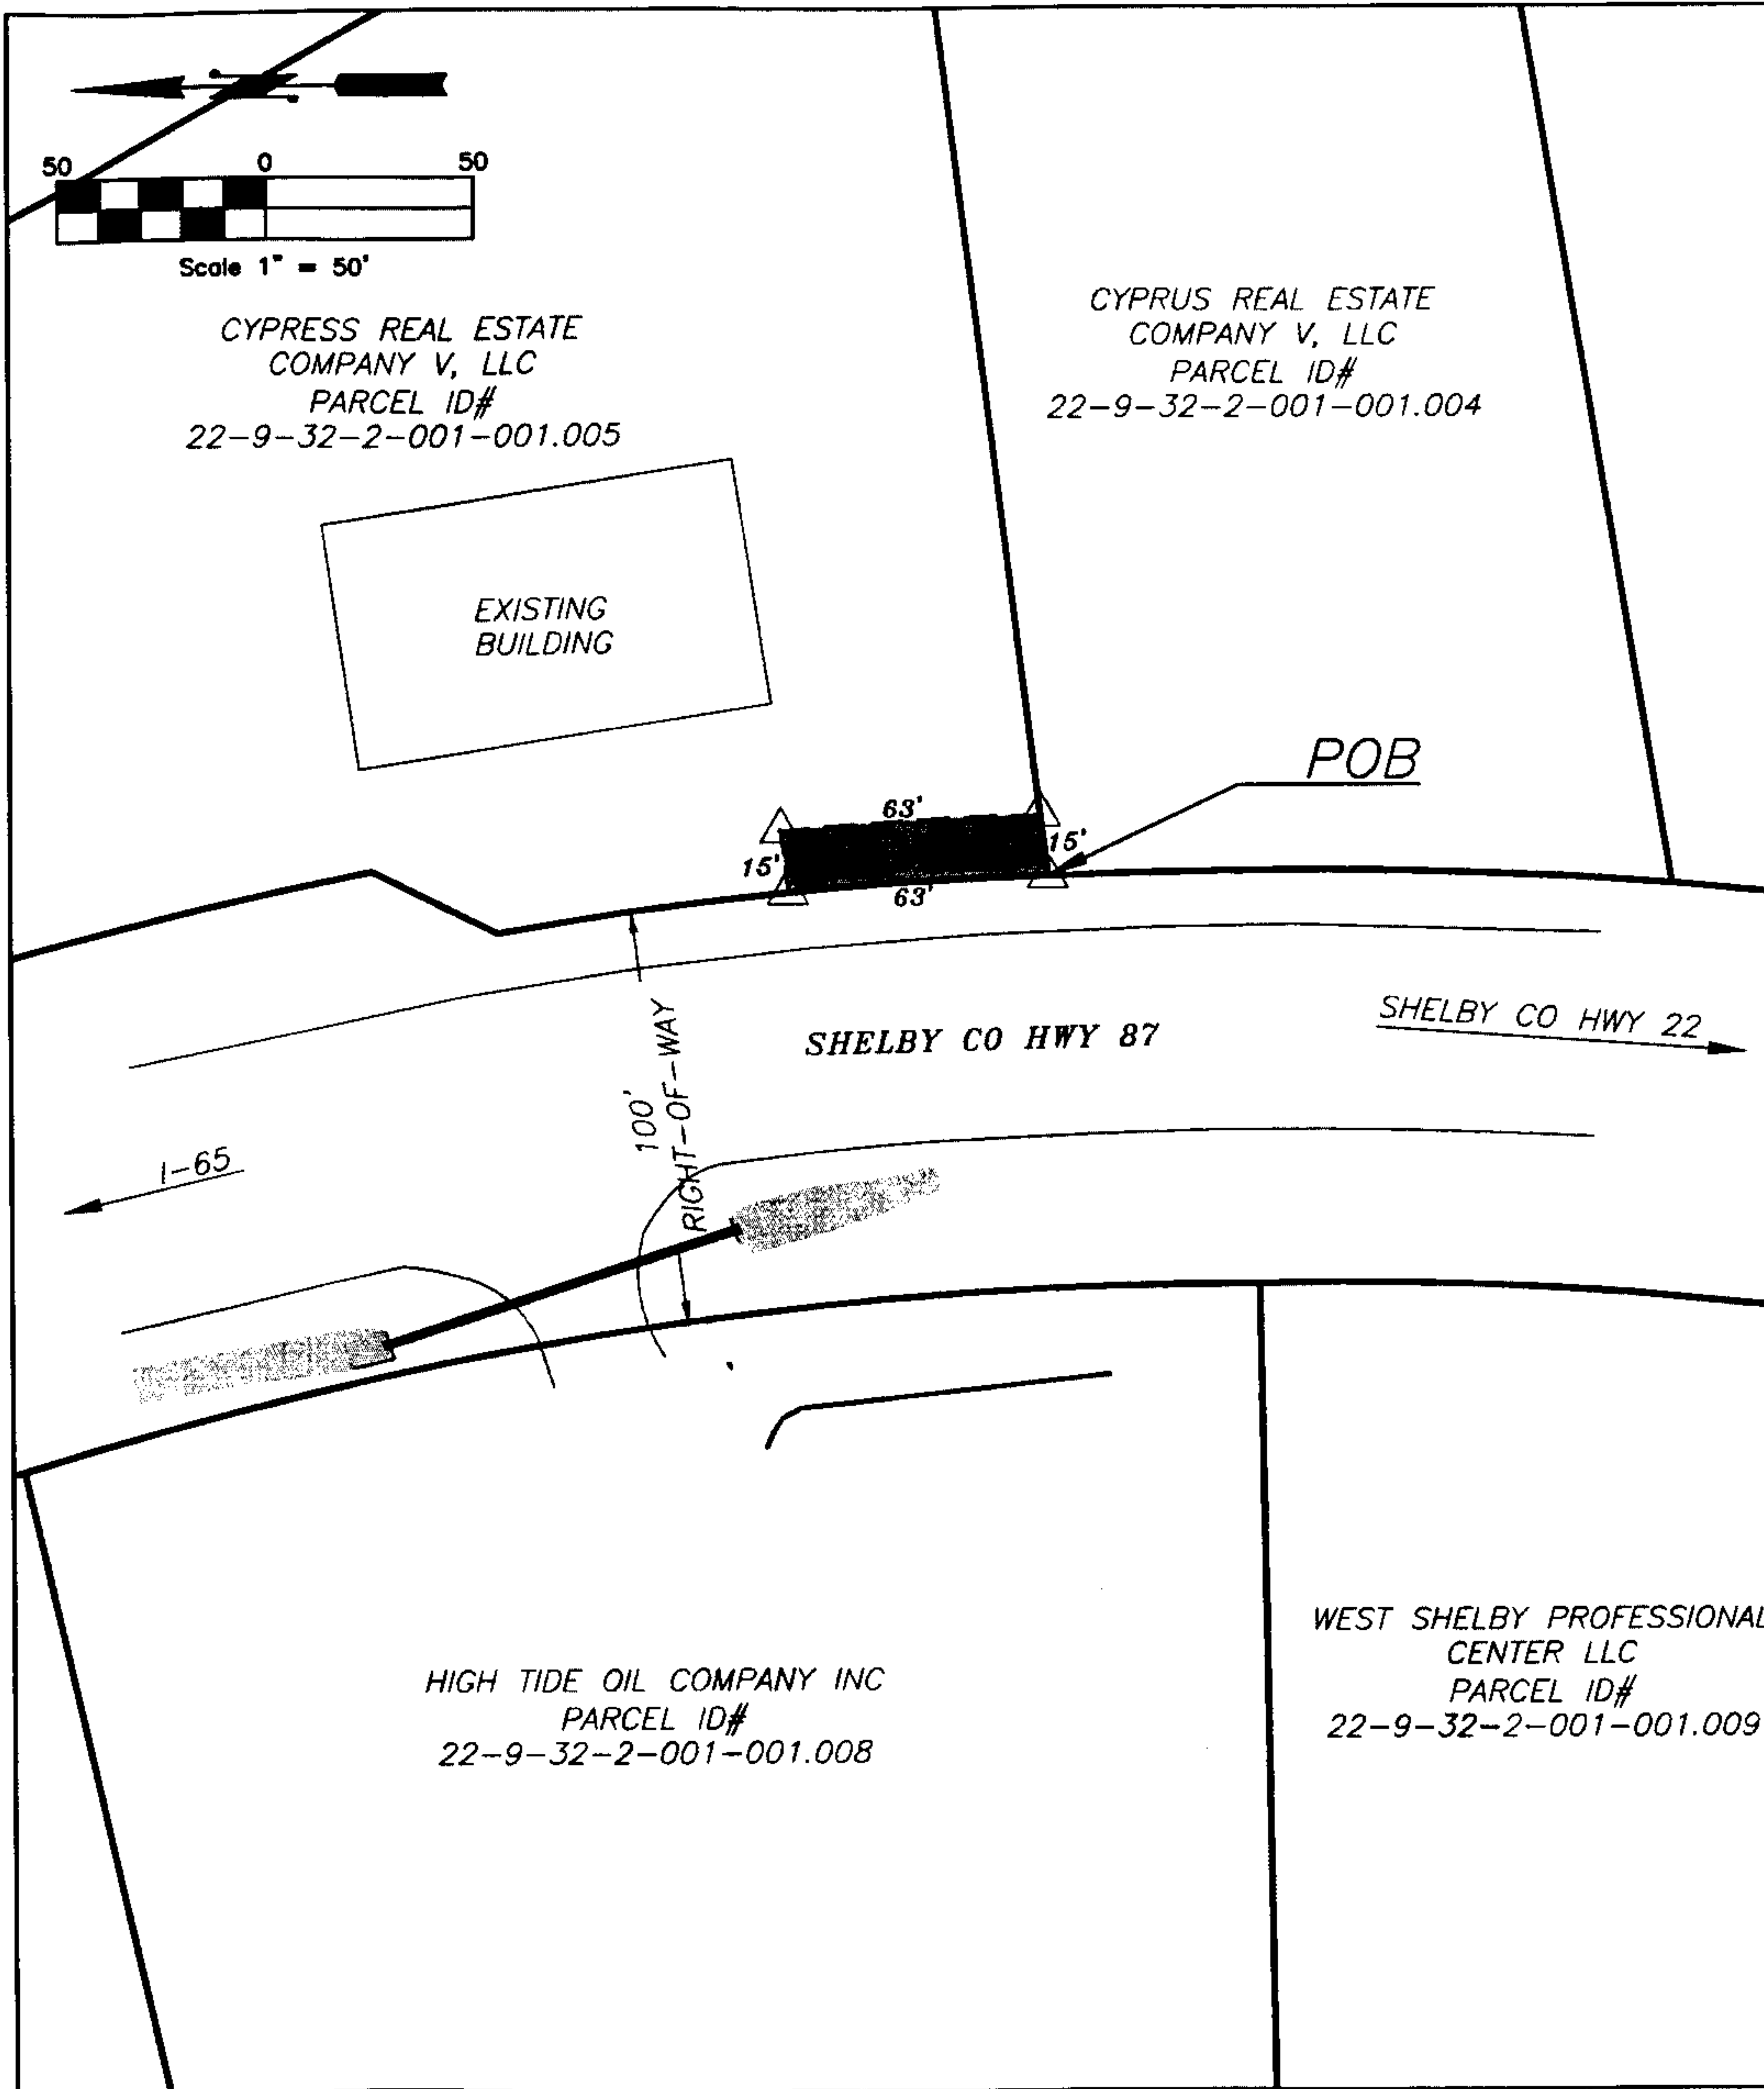 50 0 50
Scale 1" = 50'
CYPRESS REAL ESTATE
COMPANY V, LLC
PARCEL ID#
22-9-32-2-001-001.005
CYPRUS REAL ESTATE
COMPANY V, LLC
PARCEL ID#
22-9-32-2-001-001.004
EXISTING
BUILDING
POB
63'
15'
15'
63'
SHELBY CO HWY 87
SHELBY CO HWY 22
100'
RIGHT-OF-WAY
I-65
HIGH TIDE OIL COMPANY INC
PARCEL ID#
22-9-32-2-001-001.008
WEST SHELBY PROFESSIONAL
CENTER LLC
PARCEL ID#
22-9-32-2-001-001.009